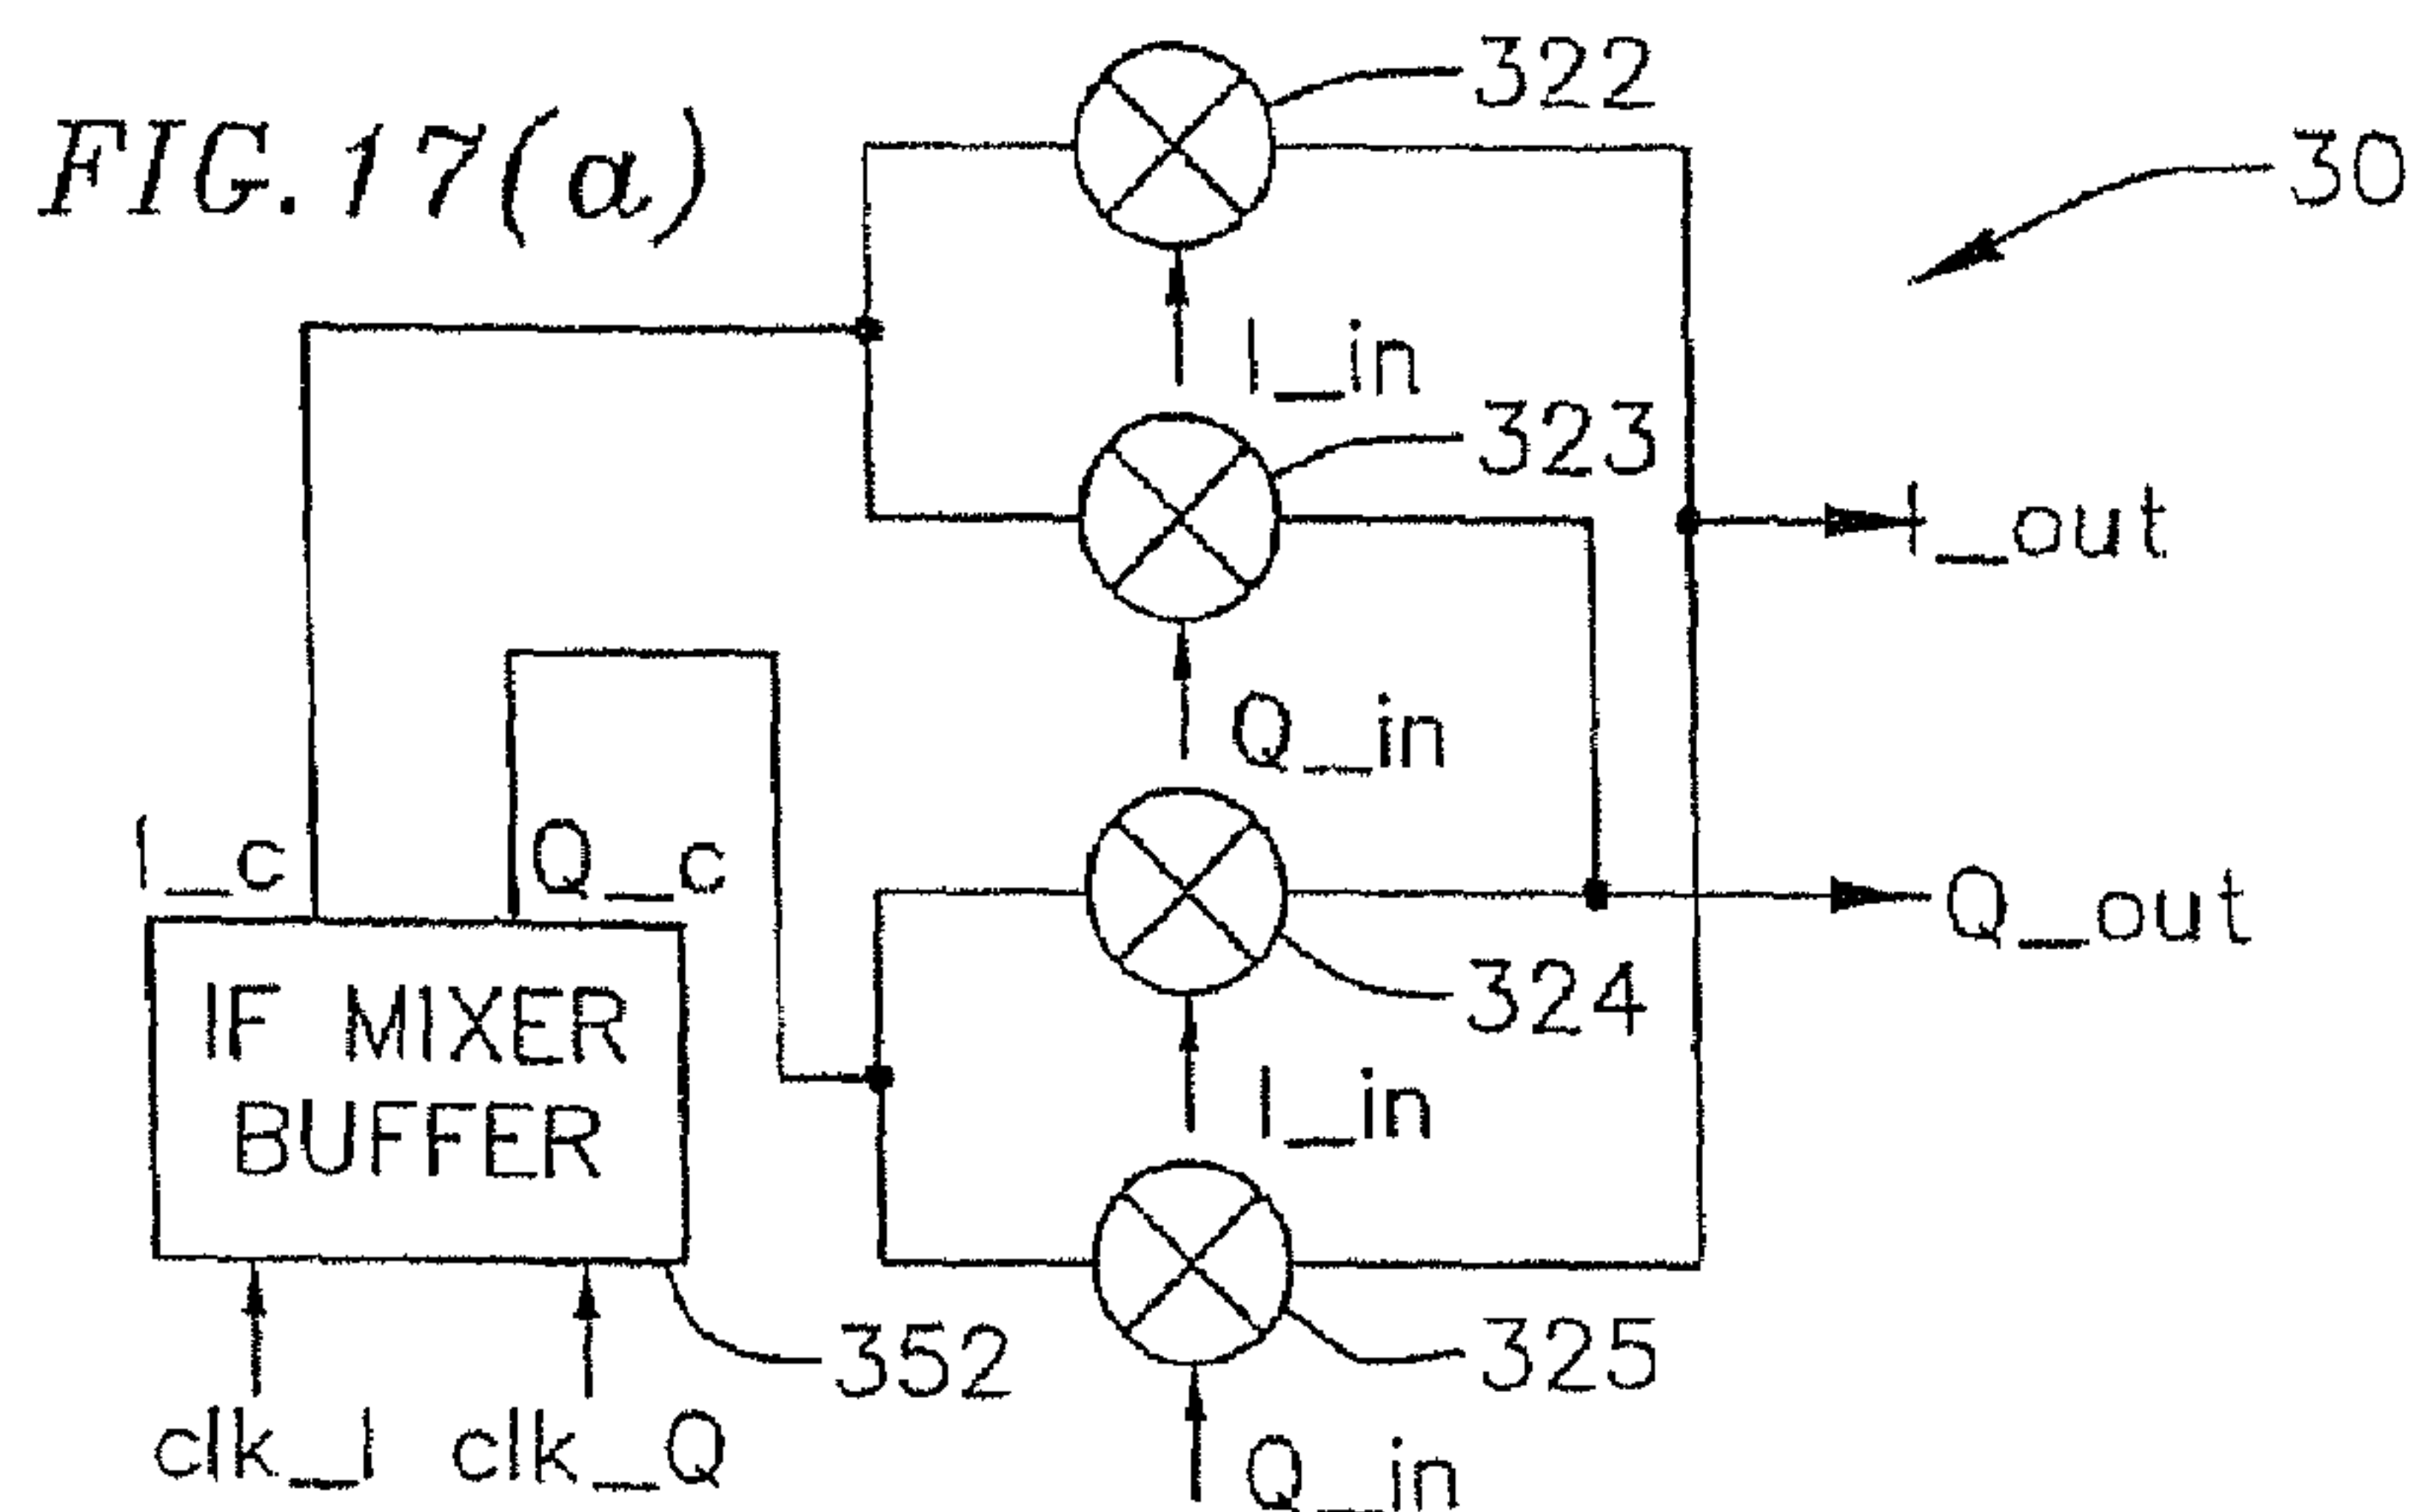 FIG. 17(a)
322
30
I_in
323
I_out
Q_in
I_c
Q_c
Q_out
IF MIXER
BUFFER
324
I_in
352
325
clk_I
clk_Q
Q_in